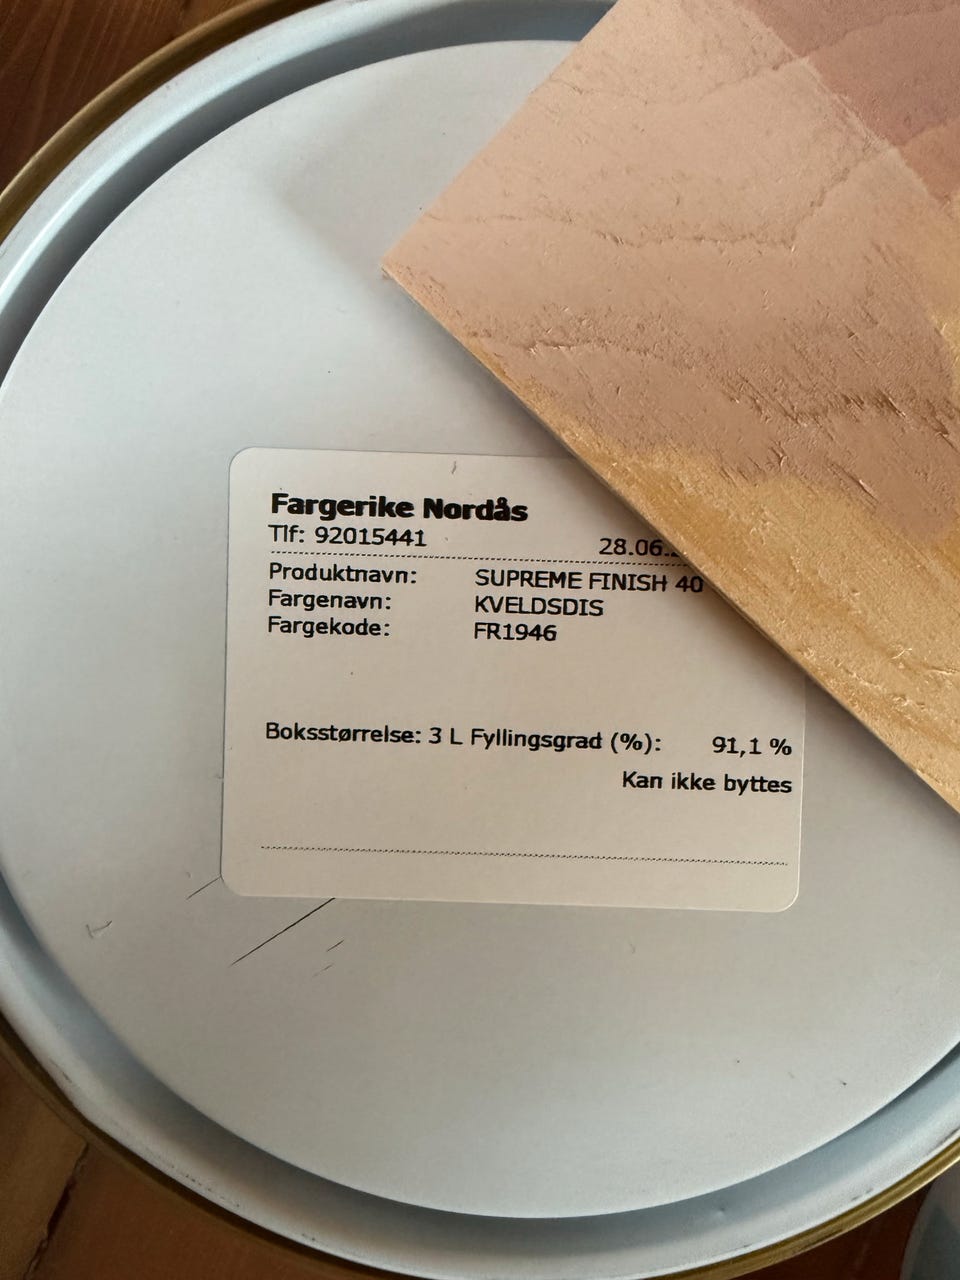 Fargerike Nordås
Tlf: 92015441 28.06.
Produktnavn: SUPREME FINISH 40
Fargenavn: KVELDSDIS
Fargekode: FR1946
Boksstørrelse: 3 L Fyllingsgrad (%): 91,1 %
Kan ikke byttes